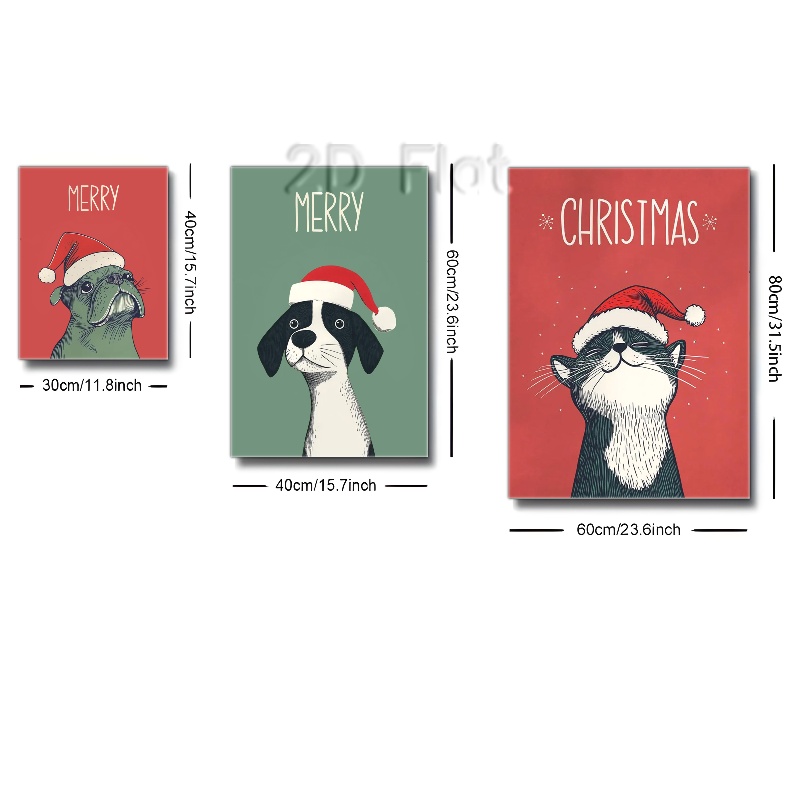 2D Flat
MERRY
40cm/15.7inch
30cm/11.8inch
MERRY
60cm/23.6inch
40cm/15.7inch
CHRISTMAS
80cm/31.5inch
60cm/23.6inch